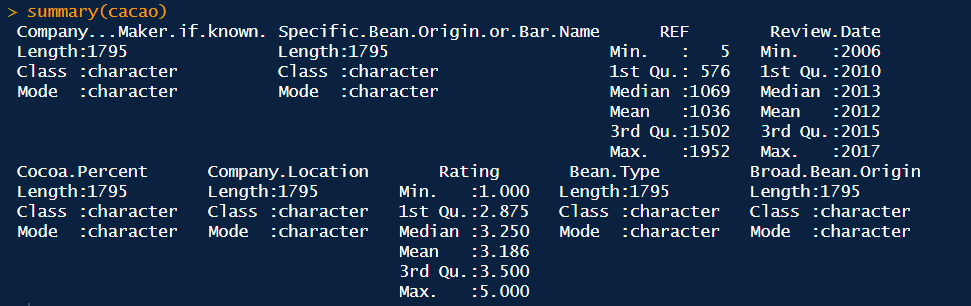 > summary(cacao)
 Company...Maker.if.known. Specific.Bean.Origin.or.Bar.Name      REF        Review.Date
 Length:1795               Length:1795                      Min.   :   5   Min.   :2006
 Class :character          Class :character                 1st Qu.: 576   1st Qu.:2010
 Mode  :character          Mode  :character                 Median :1069   Median :2013
                                                            Mean   :1036   Mean   :2012
                                                            3rd Qu.:1502   3rd Qu.:2015
                                                            Max.   :1952   Max.   :2017
 Cocoa.Percent      Company.Location       Rating       Bean.Type         Broad.Bean.Origin
 Length:1795        Length:1795        Min.   :1.000   Length:1795        Length:1795
 Class :character   Class :character   1st Qu.:2.875   Class :character   Class :character
 Mode  :character   Mode  :character   Median :3.250   Mode  :character   Mode  :character
                                       Mean   :3.186
                                       3rd Qu.:3.500
                                       Max.   :5.000